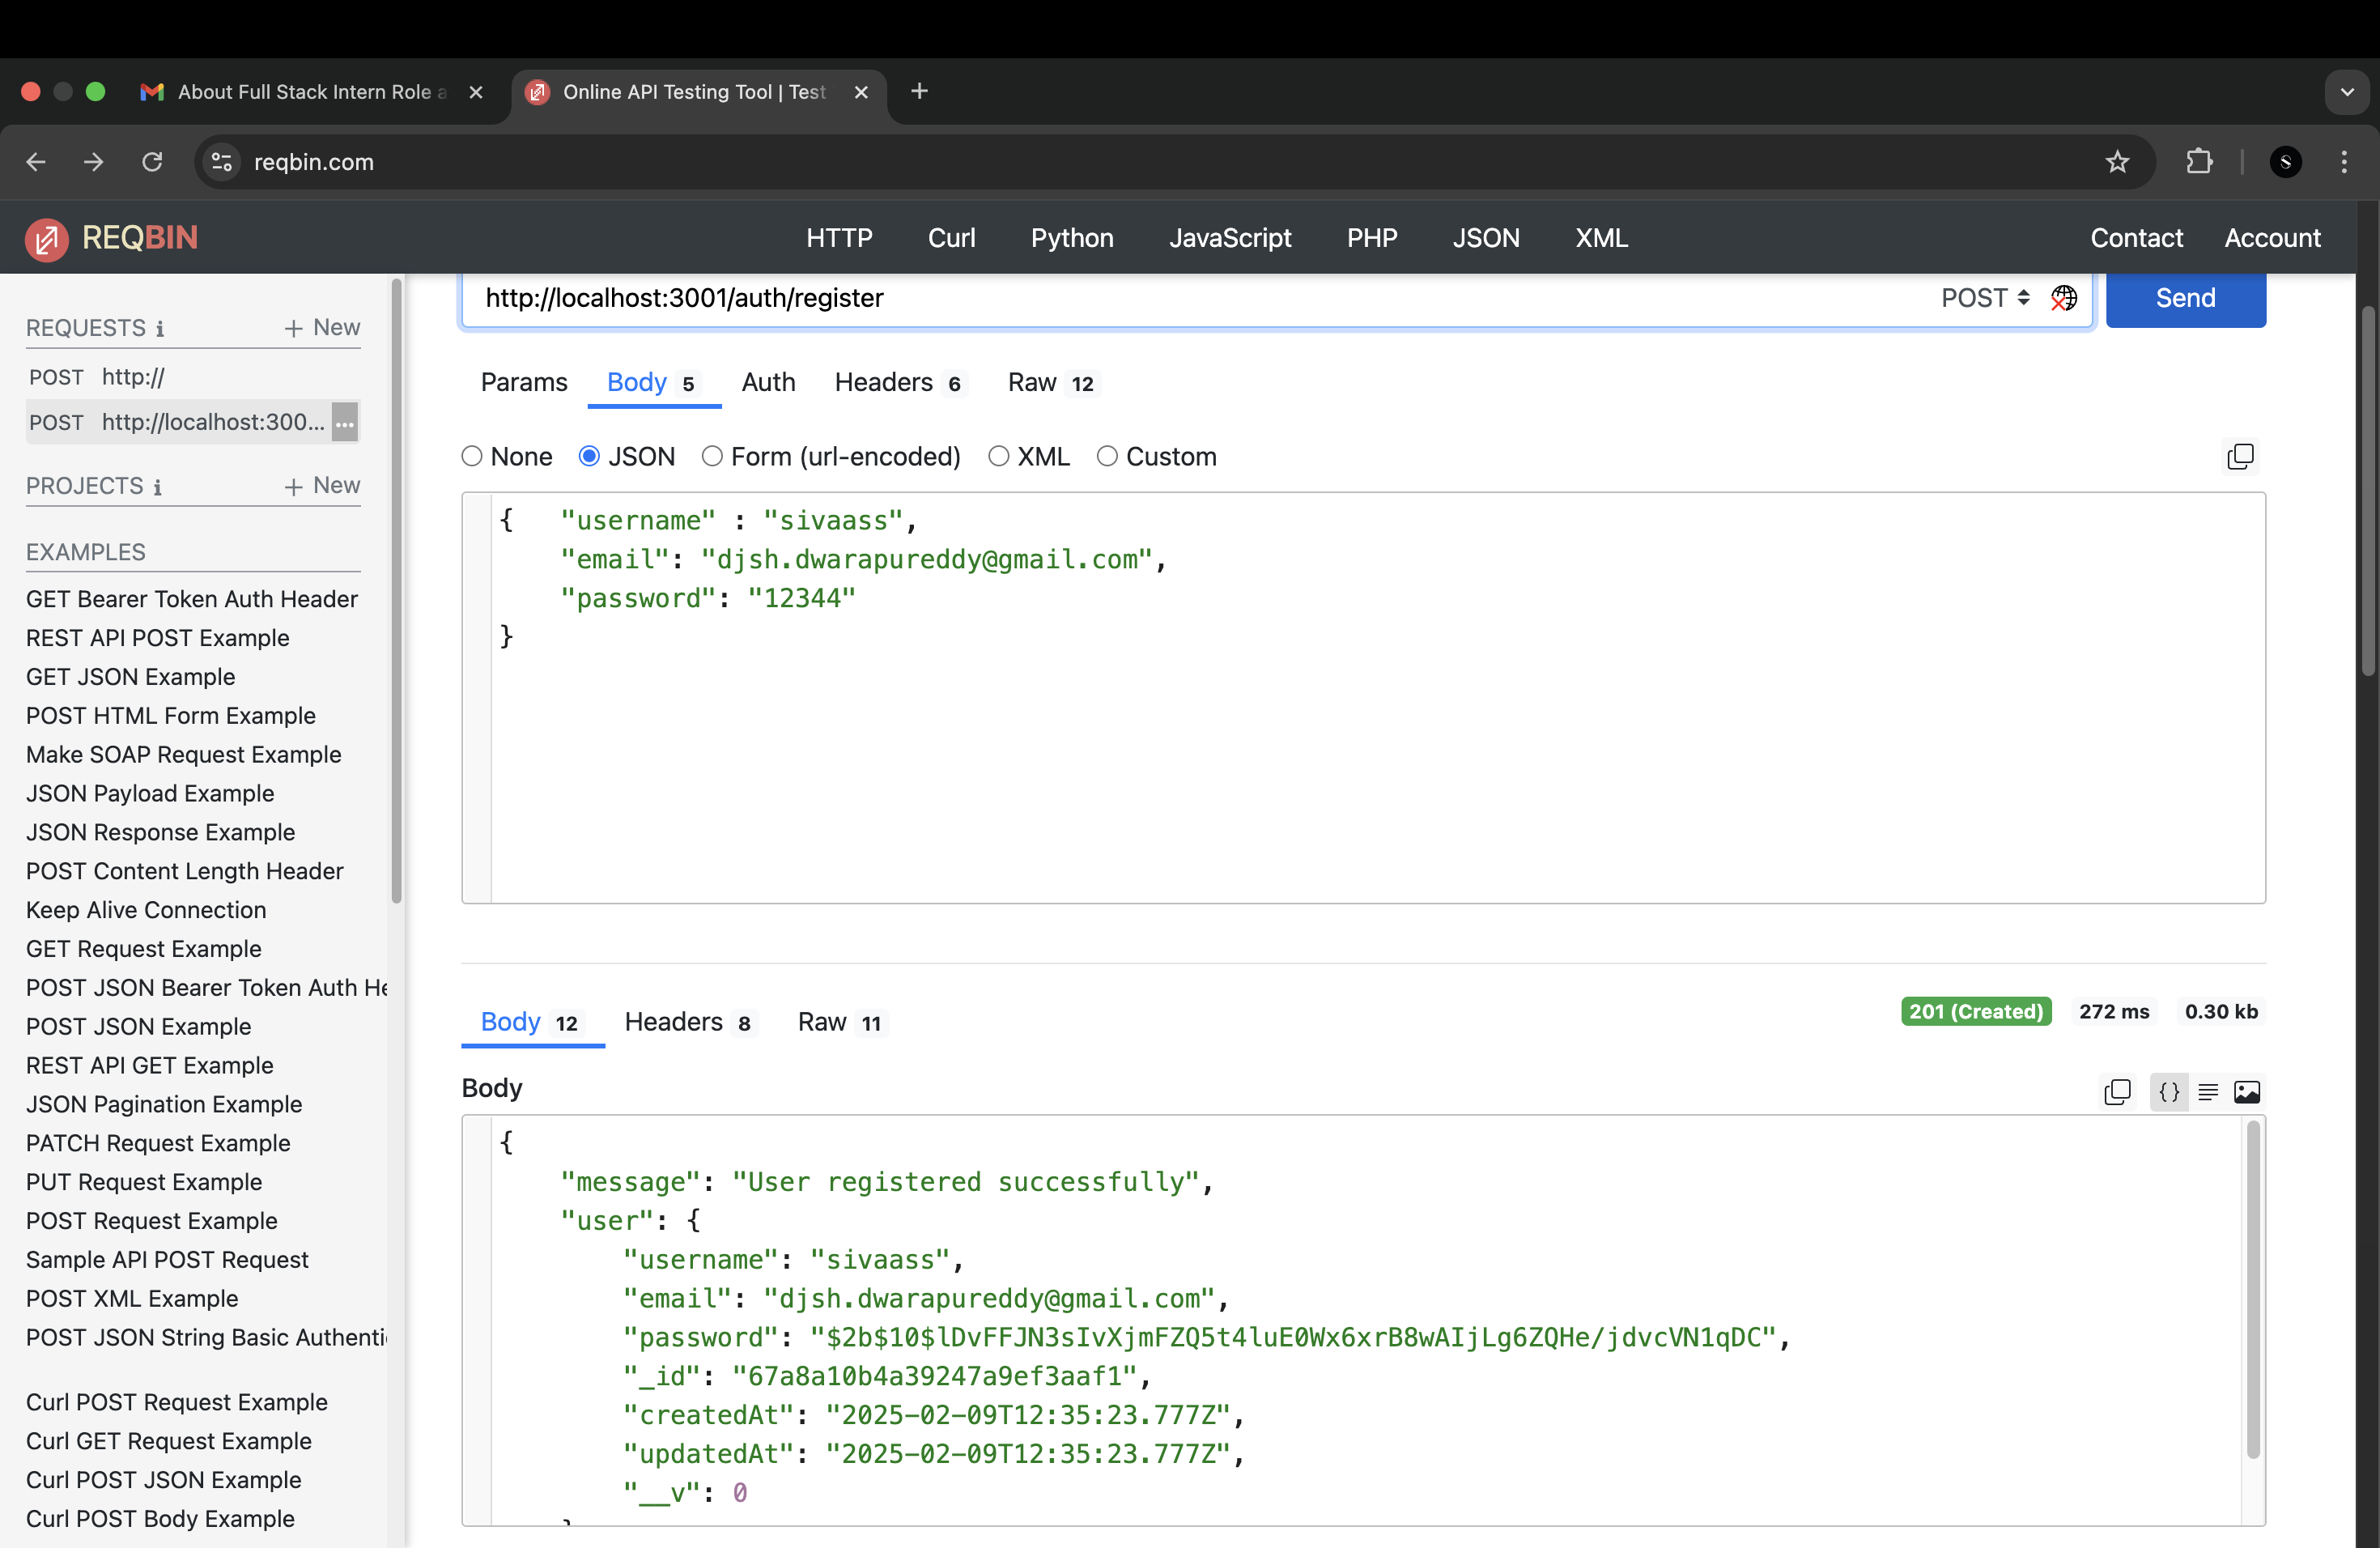 About Full Stack Intern Role a
Online API Testing Tool | Test
reqbin.com
S
REQBIN
HTTP
Curl
Python
JavaScript
PHP
JSON
XML
Contact
Account
REQUESTS
+ New
POST http://
POST http://localhost:300... ...
PROJECTS
+ New
EXAMPLES
GET Bearer Token Auth Header
REST API POST Example
GET JSON Example
POST HTML Form Example
Make SOAP Request Example
JSON Payload Example
JSON Response Example
POST Content Length Header
Keep Alive Connection
GET Request Example
POST JSON Bearer Token Auth He
POST JSON Example
REST API GET Example
JSON Pagination Example
PATCH Request Example
PUT Request Example
POST Request Example
Sample API POST Request
POST XML Example
POST JSON String Basic Authenti
Curl POST Request Example
Curl GET Request Example
Curl POST JSON Example
Curl POST Body Example
http://localhost:3001/auth/register
POST
Send
Params
Body 5
Auth
Headers 6
Raw 12
None
JSON
Form (url-encoded)
XML
Custom
{   "username" : "sivaass",
    "email": "djsh.dwarapureddy@gmail.com",
    "password": "12344"
}
Body 12
Headers 8
Raw 11
201 (Created)
272 ms
0.30 kb
Body
{
    "message": "User registered successfully",
    "user": {
        "username": "sivaass",
        "email": "djsh.dwarapureddy@gmail.com",
        "password": "$2b$10$lDvFFJN3sIvXjmFZQ5t4luE0Wx6xrB8wAIjLg6ZQHe/jdvcVN1qDC",
        "_id": "67a8a10b4a39247a9ef3aaf1",
        "createdAt": "2025-02-09T12:35:23.777Z",
        "updatedAt": "2025-02-09T12:35:23.777Z",
        "__v": 0